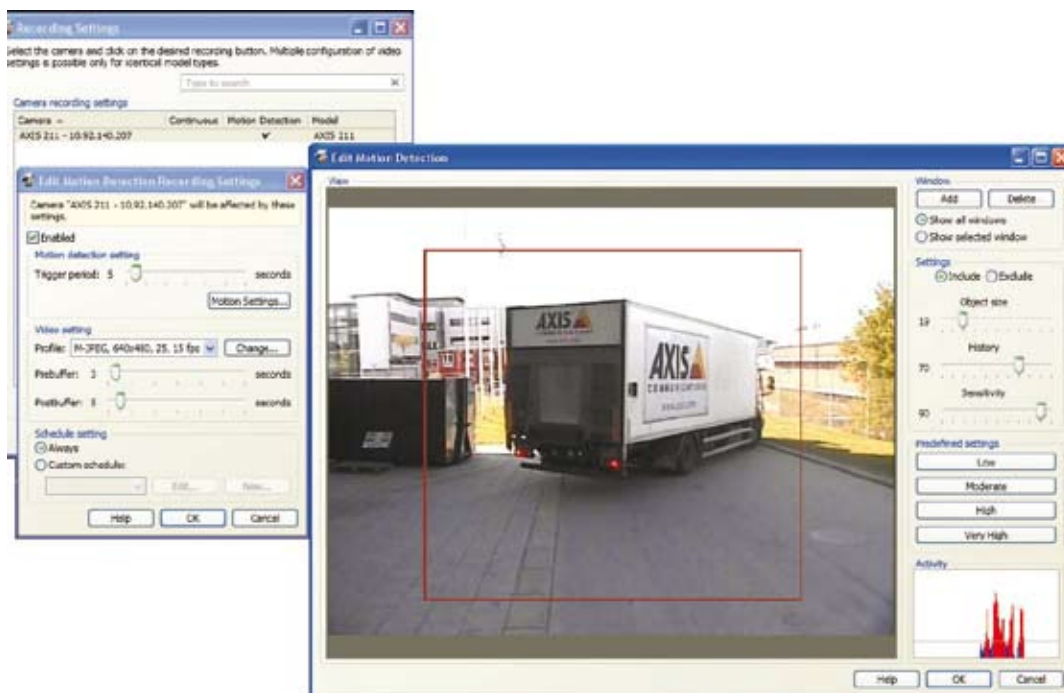 Recording Settings
Select the camera and click on the desired recording button. Multiple configuration of video
settings is possible only for identical model types.
Type to search
Camera recording settings
Camera Continuous Motion Detection Model
AXIS 211 - 10.92.140.207 AXIS 211
Edit Motion Detection Recording Settings
Camera "AXIS 211 - 10.92.140.207" will be affected by these
settings.
Enabled
Motion detection setting
Trigger period: 5 seconds
Motion Settings...
Video setting
Profile: M-JPEG, 640x480, 25, 15 fps Change...
Prebuffer: 3 seconds
Postbuffer: seconds
Schedule setting
Always
Custom schedule:
Edit... New...
Help OK Cancel
Edit Motion Detection
View
AXIS
AXIS
COMMUNICATIONS
www.axis.com
Window
Add Delete
Show all windows
Show selected window
Settings
Include Exclude
Object size
19
History
70
Sensitivity
90
Predefined settings
Low
Moderate
High
Very High
Activity
Help OK Cancel